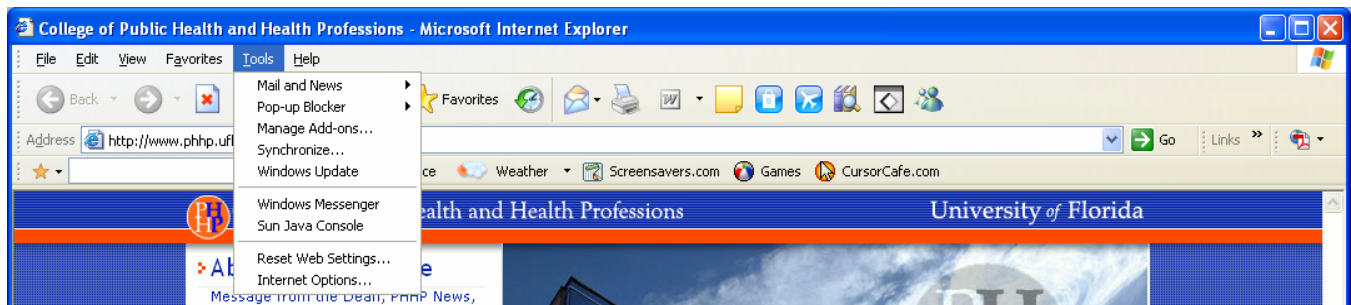 College of Public Health and Health Professions - Microsoft Internet Explorer
File Edit View Favorites Tools Help
Back Favorites
Address http://www.phhp.ufl Go Links »
ce Weather Screensavers.com Games CursorCafe.com
Mail and News
Pop-up Blocker
Manage Add-ons...
Synchronize...
Windows Update
Windows Messenger
Sun Java Console
Reset Web Settings...
Internet Options...
PHHP ealth and Health Professions University of Florida
Ab e
Message from the Dean, PHHP News,